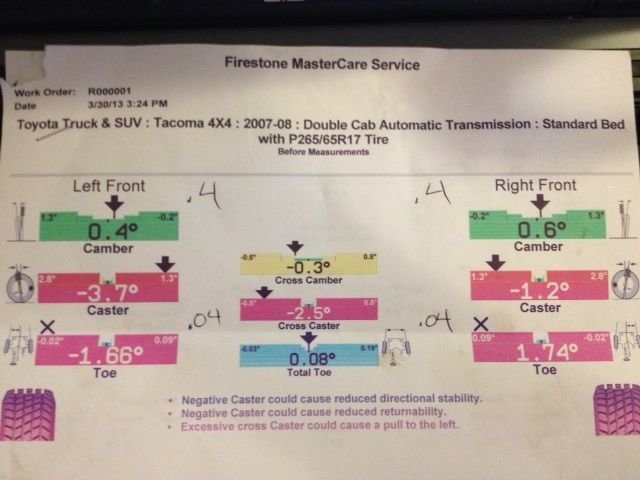 Firestone MasterCare Service
Work Order: R000001
Date 3/30/13 3:24 PM
Toyota Truck & SUV : Tacoma 4X4 : 2007-08 : Double Cab Automatic Transmission : Standard Bed
with P265/65R17 Tire
Before Measurements
Left Front .4 .4 Right Front
1.3° -0.2° -0.2° 1.3°
0.4° 0.6°
Camber Camber
-0.5° 0.5°
-0.3°
Cross Camber
2.8° 1.3° 1.3° 2.8°
-3.7° -1.2°
Caster Caster
-0.5° 0.5°
-2.5°
Cross Caster
.04 .04
X X
-0.02° 0.09° 0.09° -0.02°
-1.66° 1.74°
Toe Toe
-0.03° 0.19°
0.08°
Total Toe
• Negative Caster could cause reduced directional stability.
• Negative Caster could cause reduced returnability.
• Excessive cross Caster could cause a pull to the left.